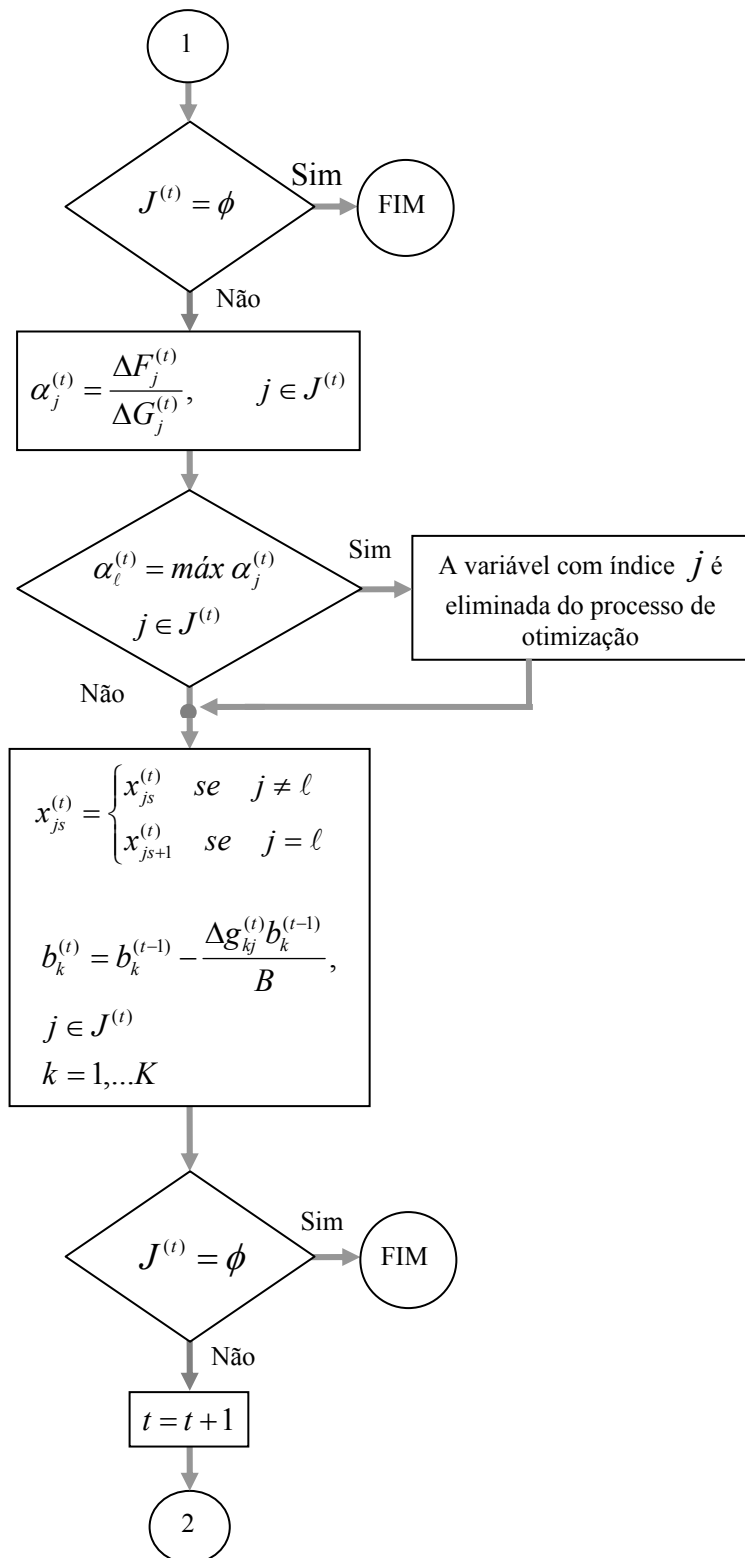 1
Sim
J^{(t)} = ϕ
FIM
Não
α_j^{(t)} = ΔF_j^{(t)} / ΔG_j^{(t)}, j ∈ J^{(t)}
Sim
α_ℓ^{(t)} = máx α_j^{(t)}
j ∈ J^{(t)}
A variável com índice j é
eliminada do processo de
otimização
Não
x_{js}^{(t)} = { x_{js}^{(t)} se j ≠ ℓ
x_{js+1}^{(t)} se j = ℓ
b_k^{(t)} = b_k^{(t-1)} − Δg_{kj}^{(t)} b_k^{(t-1)} / B,
j ∈ J^{(t)}
k = 1,...K
Sim
J^{(t)} = ϕ
FIM
Não
t = t + 1
2